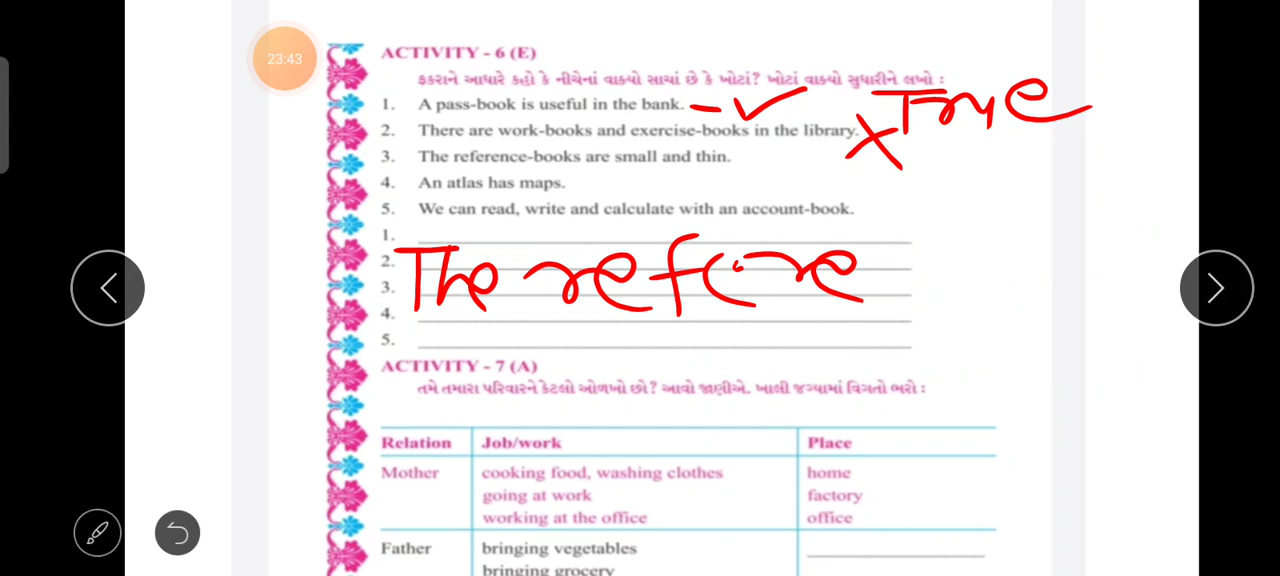 23:43
ACTIVITY - 6 (E)
ફકરાને આધારે કહો કે નીચેનાં વાક્યો સાચાં છે કે ખોટાં? ખોટાં વાક્યો સુધારીને લખો :
1. A pass-book is useful in the bank. – ✓ True
2. There are work-books and exercise-books in the library. X
3. The reference-books are small and thin.
4. An atlas has maps.
5. We can read, write and calculate with an account-book.
1.
2. The refere
3.
4.
5.
ACTIVITY - 7 (A)
તમે તમારા પરિવારને કેટલો ઓળખો છો? આવો જાણીએ. ખાલી જગ્યામાં વિગતો ભરો :
Relation Job/work Place
Mother cooking food, washing clothes home
going at work factory
working at the office office
Father bringing vegetables
bringing grocery